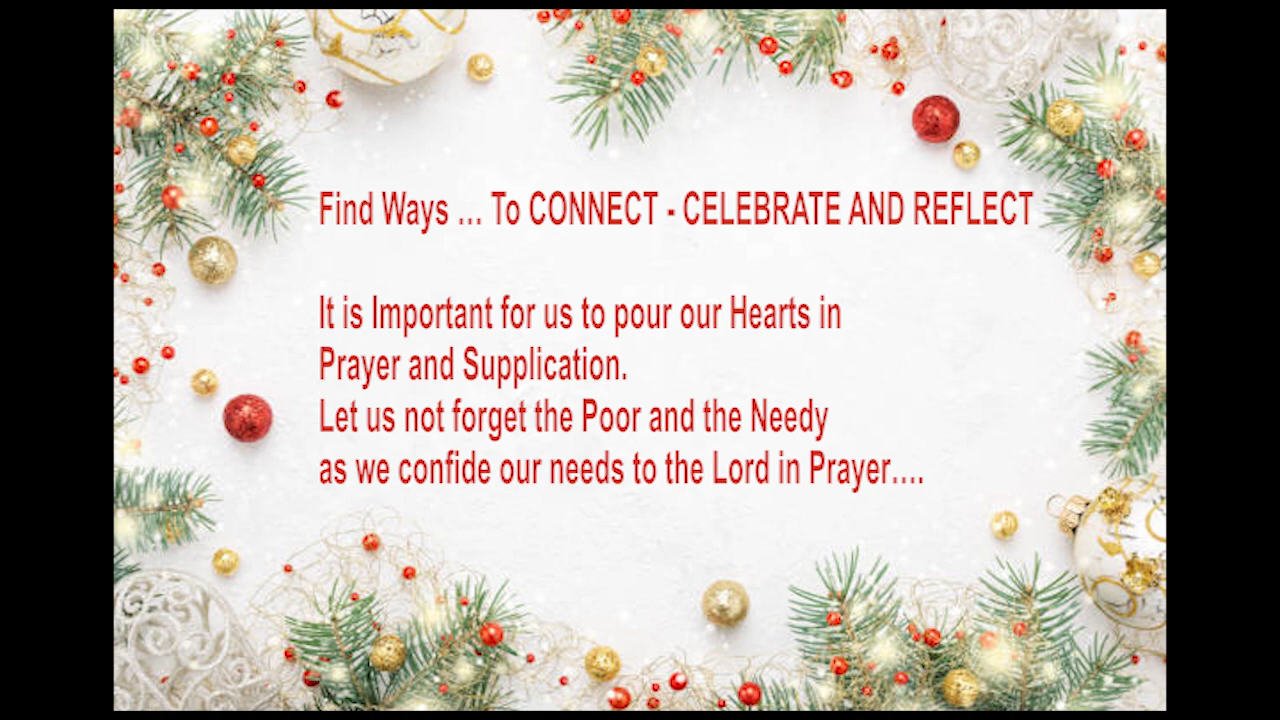 Find Ways ... To CONNECT - CELEBRATE AND REFLECT
It is Important for us to pour our Hearts in
Prayer and Supplication.
Let us not forget the Poor and the Needy
as we confide our needs to the Lord in Prayer....